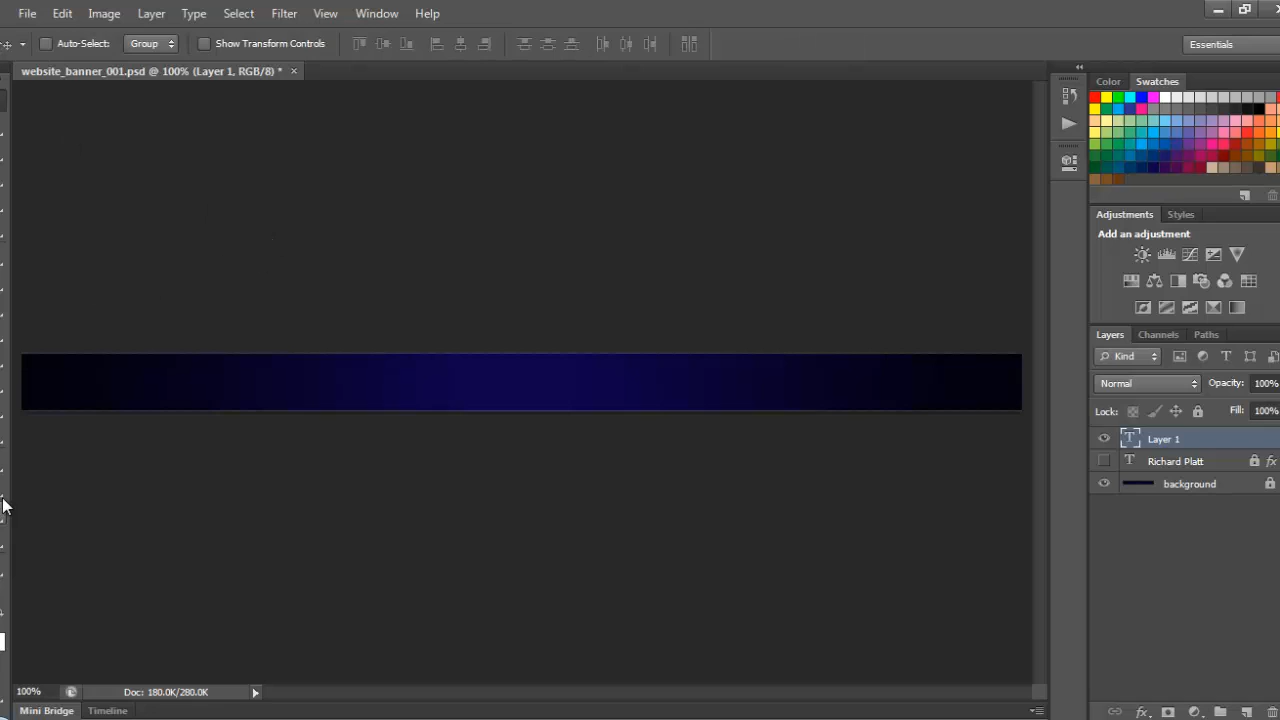 File Edit Image Layer Type Select Filter View Window Help
Auto-Select: Group Show Transform Controls Essentials
website_banner_001.psd @ 100% (Layer 1, RGB/8) * ×
Color Swatches
Adjustments Styles
Add an adjustment
Layers Channels Paths
Kind T
Normal Opacity: 100%
Lock: Fill: 100%
T Layer 1
T Richard Platt fx
background
100% Doc: 180.0K/280.0K
fx
Mini Bridge Timeline